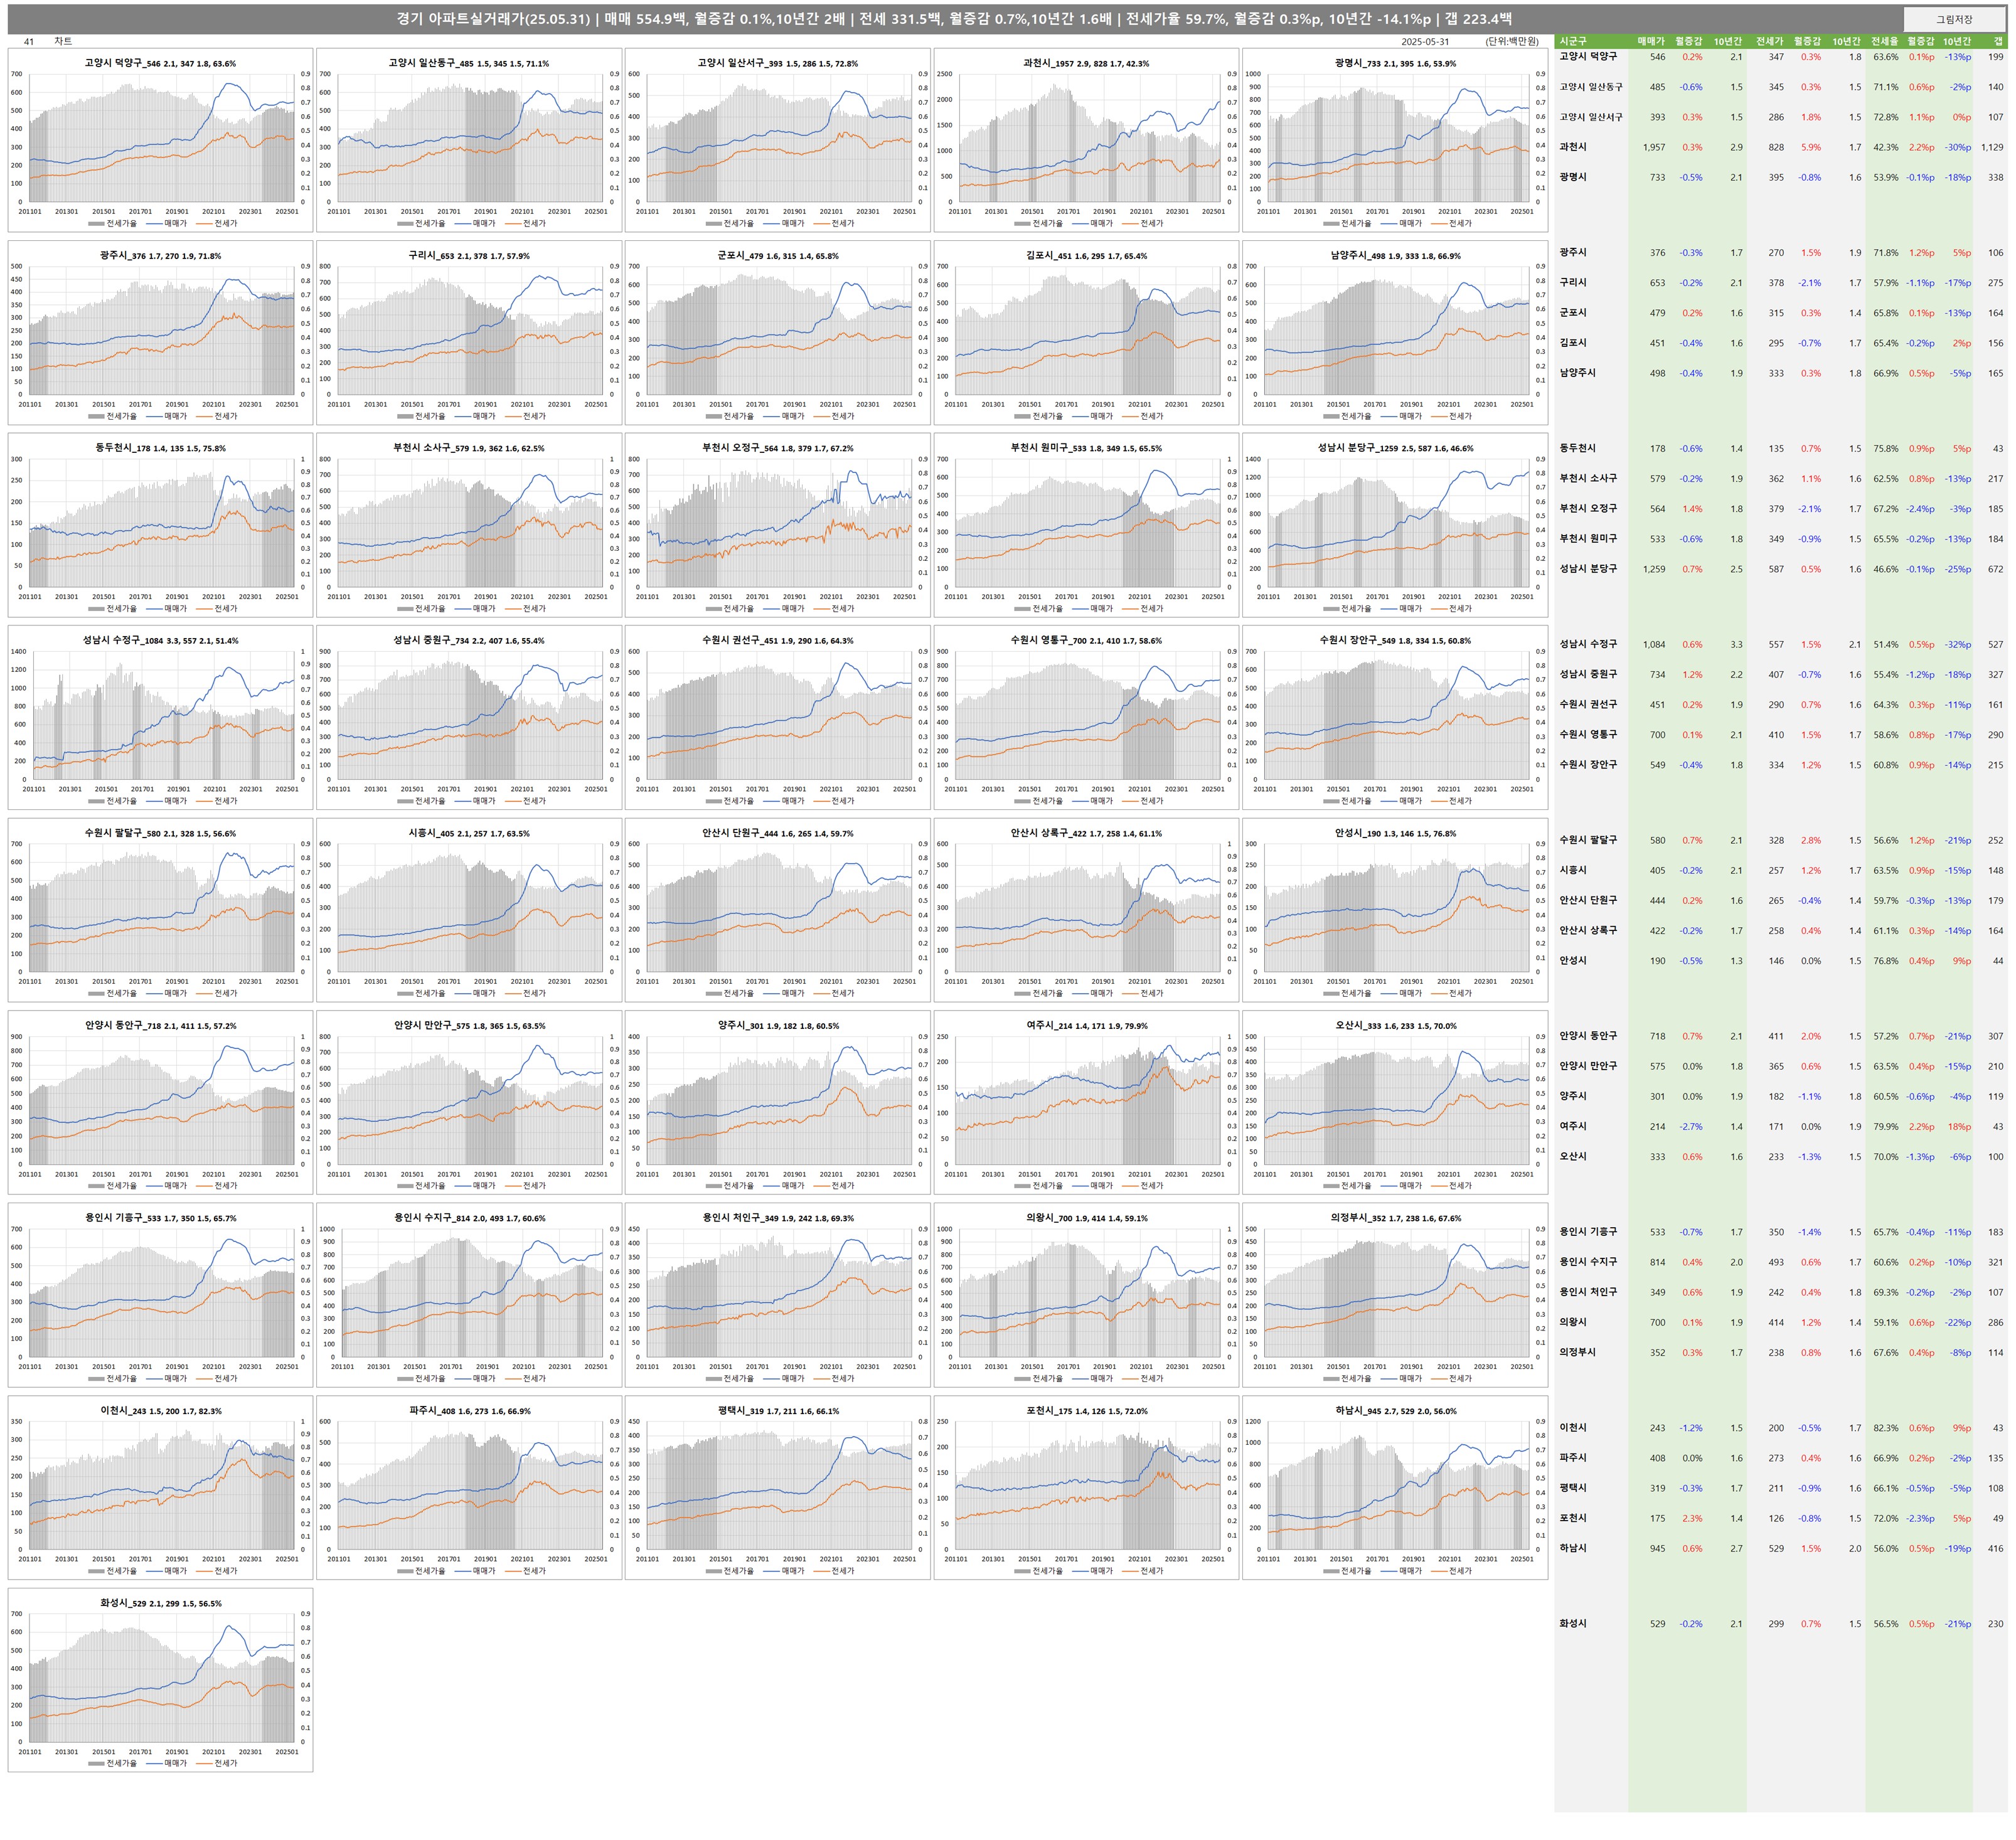 경기 아파트실거래가(25.05.31) | 매매 554.9백, 월증감 0.1%,10년간 2배 | 전세 331.5백, 월증감 0.7%,10년간 1.6배 | 전세가율 59.7%, 월증감 0.3%p, 10년간 -14.1%p | 갭 223.4백
그림저장
41 차트 2025-05-31 (단위:백만원)
고양시 덕양구_546 2.1, 347 1.8, 63.6%
고양시 일산동구_485 1.5, 345 1.5, 71.1%
고양시 일산서구_393 1.5, 286 1.5, 72.8%
과천시_1957 2.9, 828 1.7, 42.3%
광명시_733 2.1, 395 1.6, 53.9%
전세가율 매매가 전세가
광주시_376 1.7, 270 1.9, 71.8%
구리시_653 2.1, 378 1.7, 57.9%
군포시_479 1.6, 315 1.4, 65.8%
김포시_451 1.6, 295 1.7, 65.4%
남양주시_498 1.9, 333 1.8, 66.9%
동두천시_178 1.4, 135 1.5, 75.8%
부천시 소사구_579 1.9, 362 1.6, 62.5%
부천시 오정구_564 1.8, 379 1.7, 67.2%
부천시 원미구_533 1.8, 349 1.5, 65.5%
성남시 분당구_1259 2.5, 587 1.6, 46.6%
성남시 수정구_1084 3.3, 557 2.1, 51.4%
성남시 중원구_734 2.2, 407 1.6, 55.4%
수원시 권선구_451 1.9, 290 1.6, 64.3%
수원시 영통구_700 2.1, 410 1.7, 58.6%
수원시 장안구_549 1.8, 334 1.5, 60.8%
수원시 팔달구_580 2.1, 328 1.5, 56.6%
시흥시_405 2.1, 257 1.7, 63.5%
안산시 단원구_444 1.6, 265 1.4, 59.7%
안산시 상록구_422 1.7, 258 1.4, 61.1%
안성시_190 1.3, 146 1.5, 76.8%
안양시 동안구_718 2.1, 411 1.5, 57.2%
안양시 만안구_575 1.8, 365 1.5, 63.5%
양주시_301 1.9, 182 1.8, 60.5%
여주시_214 1.4, 171 1.9, 79.9%
오산시_333 1.6, 233 1.5, 70.0%
용인시 기흥구_533 1.7, 350 1.5, 65.7%
용인시 수지구_814 2.0, 493 1.7, 60.6%
용인시 처인구_349 1.9, 242 1.8, 69.3%
의왕시_700 1.9, 414 1.4, 59.1%
의정부시_352 1.7, 238 1.6, 67.6%
이천시_243 1.5, 200 1.7, 82.3%
파주시_408 1.6, 273 1.6, 66.9%
평택시_319 1.7, 211 1.6, 66.1%
포천시_175 1.4, 126 1.5, 72.0%
하남시_945 2.7, 529 2.0, 56.0%
화성시_529 2.1, 299 1.5, 56.5%
시군구 매매가 월증감 10년간 전세가 월증감 10년간 전세율 월증감 10년간 갭
고양시 덕양구 546 0.2% 2.1 347 0.3% 1.8 63.6% 0.1%p -13%p 199
고양시 일산동구 485 -0.6% 1.5 345 0.3% 1.5 71.1% 0.6%p -2%p 140
고양시 일산서구 393 0.3% 1.5 286 1.8% 1.5 72.8% 1.1%p 0%p 107
과천시 1,957 0.3% 2.9 828 5.9% 1.7 42.3% 2.2%p -30%p 1,129
광명시 733 -0.5% 2.1 395 -0.8% 1.6 53.9% -0.1%p -18%p 338
광주시 376 -0.3% 1.7 270 1.5% 1.9 71.8% 1.2%p 5%p 106
구리시 653 -0.2% 2.1 378 -2.1% 1.7 57.9% -1.1%p -17%p 275
군포시 479 0.2% 1.6 315 0.3% 1.4 65.8% 0.1%p -13%p 164
김포시 451 -0.4% 1.6 295 -0.7% 1.7 65.4% -0.2%p 2%p 156
남양주시 498 -0.4% 1.9 333 0.3% 1.8 66.9% 0.5%p -5%p 165
동두천시 178 -0.6% 1.4 135 0.7% 1.5 75.8% 0.9%p 5%p 43
부천시 소사구 579 -0.2% 1.9 362 1.1% 1.6 62.5% 0.8%p -13%p 217
부천시 오정구 564 1.4% 1.8 379 -2.1% 1.7 67.2% -2.4%p -3%p 185
부천시 원미구 533 -0.6% 1.8 349 -0.9% 1.5 65.5% -0.2%p -13%p 184
성남시 분당구 1,259 0.7% 2.5 587 0.5% 1.6 46.6% -0.1%p -25%p 672
성남시 수정구 1,084 0.6% 3.3 557 1.5% 2.1 51.4% 0.5%p -32%p 527
성남시 중원구 734 1.2% 2.2 407 -0.7% 1.6 55.4% -1.2%p -18%p 327
수원시 권선구 451 0.2% 1.9 290 0.7% 1.6 64.3% 0.3%p -11%p 161
수원시 영통구 700 0.1% 2.1 410 1.5% 1.7 58.6% 0.8%p -17%p 290
수원시 장안구 549 -0.4% 1.8 334 1.2% 1.5 60.8% 0.9%p -14%p 215
수원시 팔달구 580 0.7% 2.1 328 2.8% 1.5 56.6% 1.2%p -21%p 252
시흥시 405 -0.2% 2.1 257 1.2% 1.7 63.5% 0.9%p -15%p 148
안산시 단원구 444 0.2% 1.6 265 -0.4% 1.4 59.7% -0.3%p -13%p 179
안산시 상록구 422 -0.2% 1.7 258 0.4% 1.4 61.1% 0.3%p -14%p 164
안성시 190 -0.5% 1.3 146 0.0% 1.5 76.8% 0.4%p 9%p 44
안양시 동안구 718 0.7% 2.1 411 2.0% 1.5 57.2% 0.7%p -21%p 307
안양시 만안구 575 0.0% 1.8 365 0.6% 1.5 63.5% 0.4%p -15%p 210
양주시 301 0.0% 1.9 182 -1.1% 1.8 60.5% -0.6%p -4%p 119
여주시 214 -2.7% 1.4 171 0.0% 1.9 79.9% 2.2%p 18%p 43
오산시 333 0.6% 1.6 233 -1.3% 1.5 70.0% -1.3%p -6%p 100
용인시 기흥구 533 -0.7% 1.7 350 -1.4% 1.5 65.7% -0.4%p -11%p 183
용인시 수지구 814 0.4% 2.0 493 0.6% 1.7 60.6% 0.2%p -10%p 321
용인시 처인구 349 0.6% 1.9 242 0.4% 1.8 69.3% -0.2%p -2%p 107
의왕시 700 0.1% 1.9 414 1.2% 1.4 59.1% 0.6%p -22%p 286
의정부시 352 0.3% 1.7 238 0.8% 1.6 67.6% 0.4%p -8%p 114
이천시 243 -1.2% 1.5 200 -0.5% 1.7 82.3% 0.6%p 9%p 43
파주시 408 0.0% 1.6 273 0.4% 1.6 66.9% 0.2%p -2%p 135
평택시 319 -0.3% 1.7 211 -0.9% 1.6 66.1% -0.5%p -5%p 108
포천시 175 2.3% 1.4 126 -0.8% 1.5 72.0% -2.3%p 5%p 49
하남시 945 0.6% 2.7 529 1.5% 2.0 56.0% 0.5%p -19%p 416
화성시 529 -0.2% 2.1 299 0.7% 1.5 56.5% 0.5%p -21%p 230